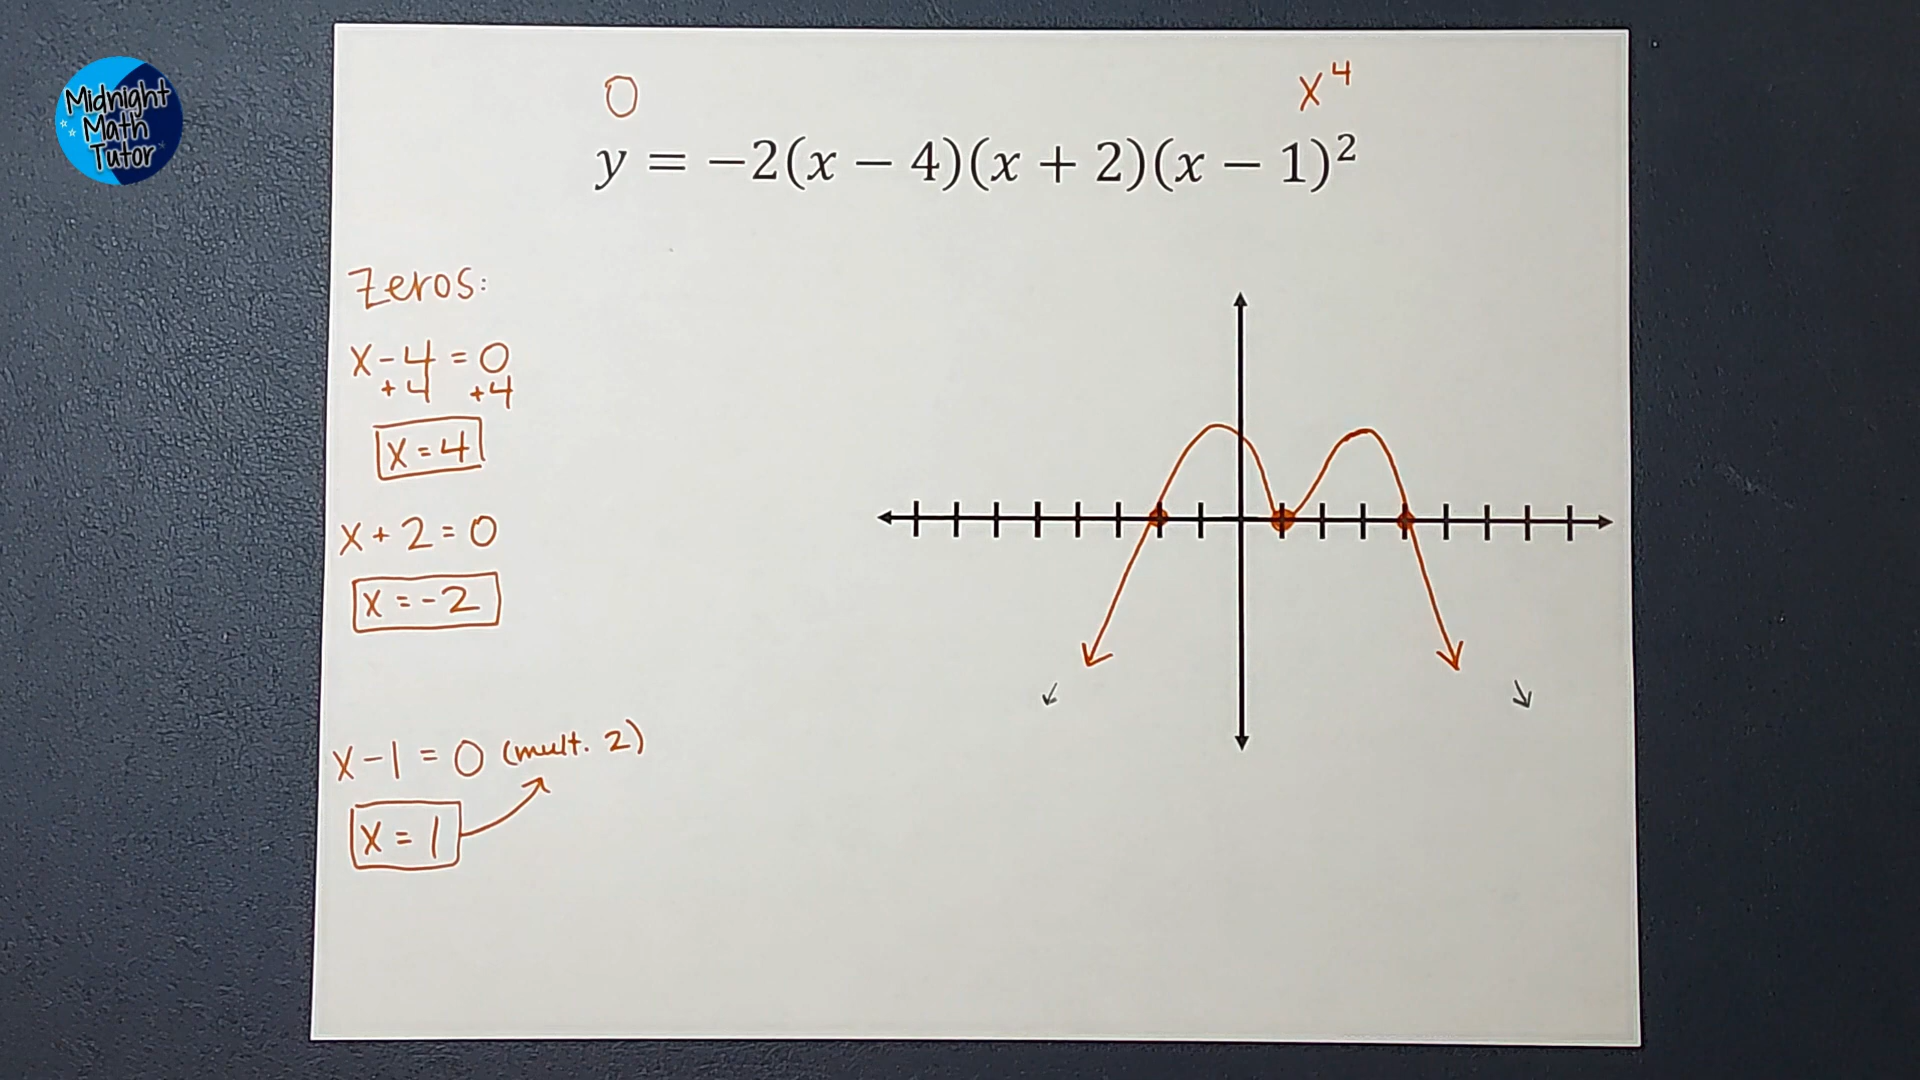 Midnight
Math
Tutor
0
x⁴
y = −2(x − 4)(x + 2)(x − 1)²
Zeros:
x - 4 = 0
+4 +4
x = 4
x + 2 = 0
x = -2
x - 1 = 0 (mult. 2)
x = 1